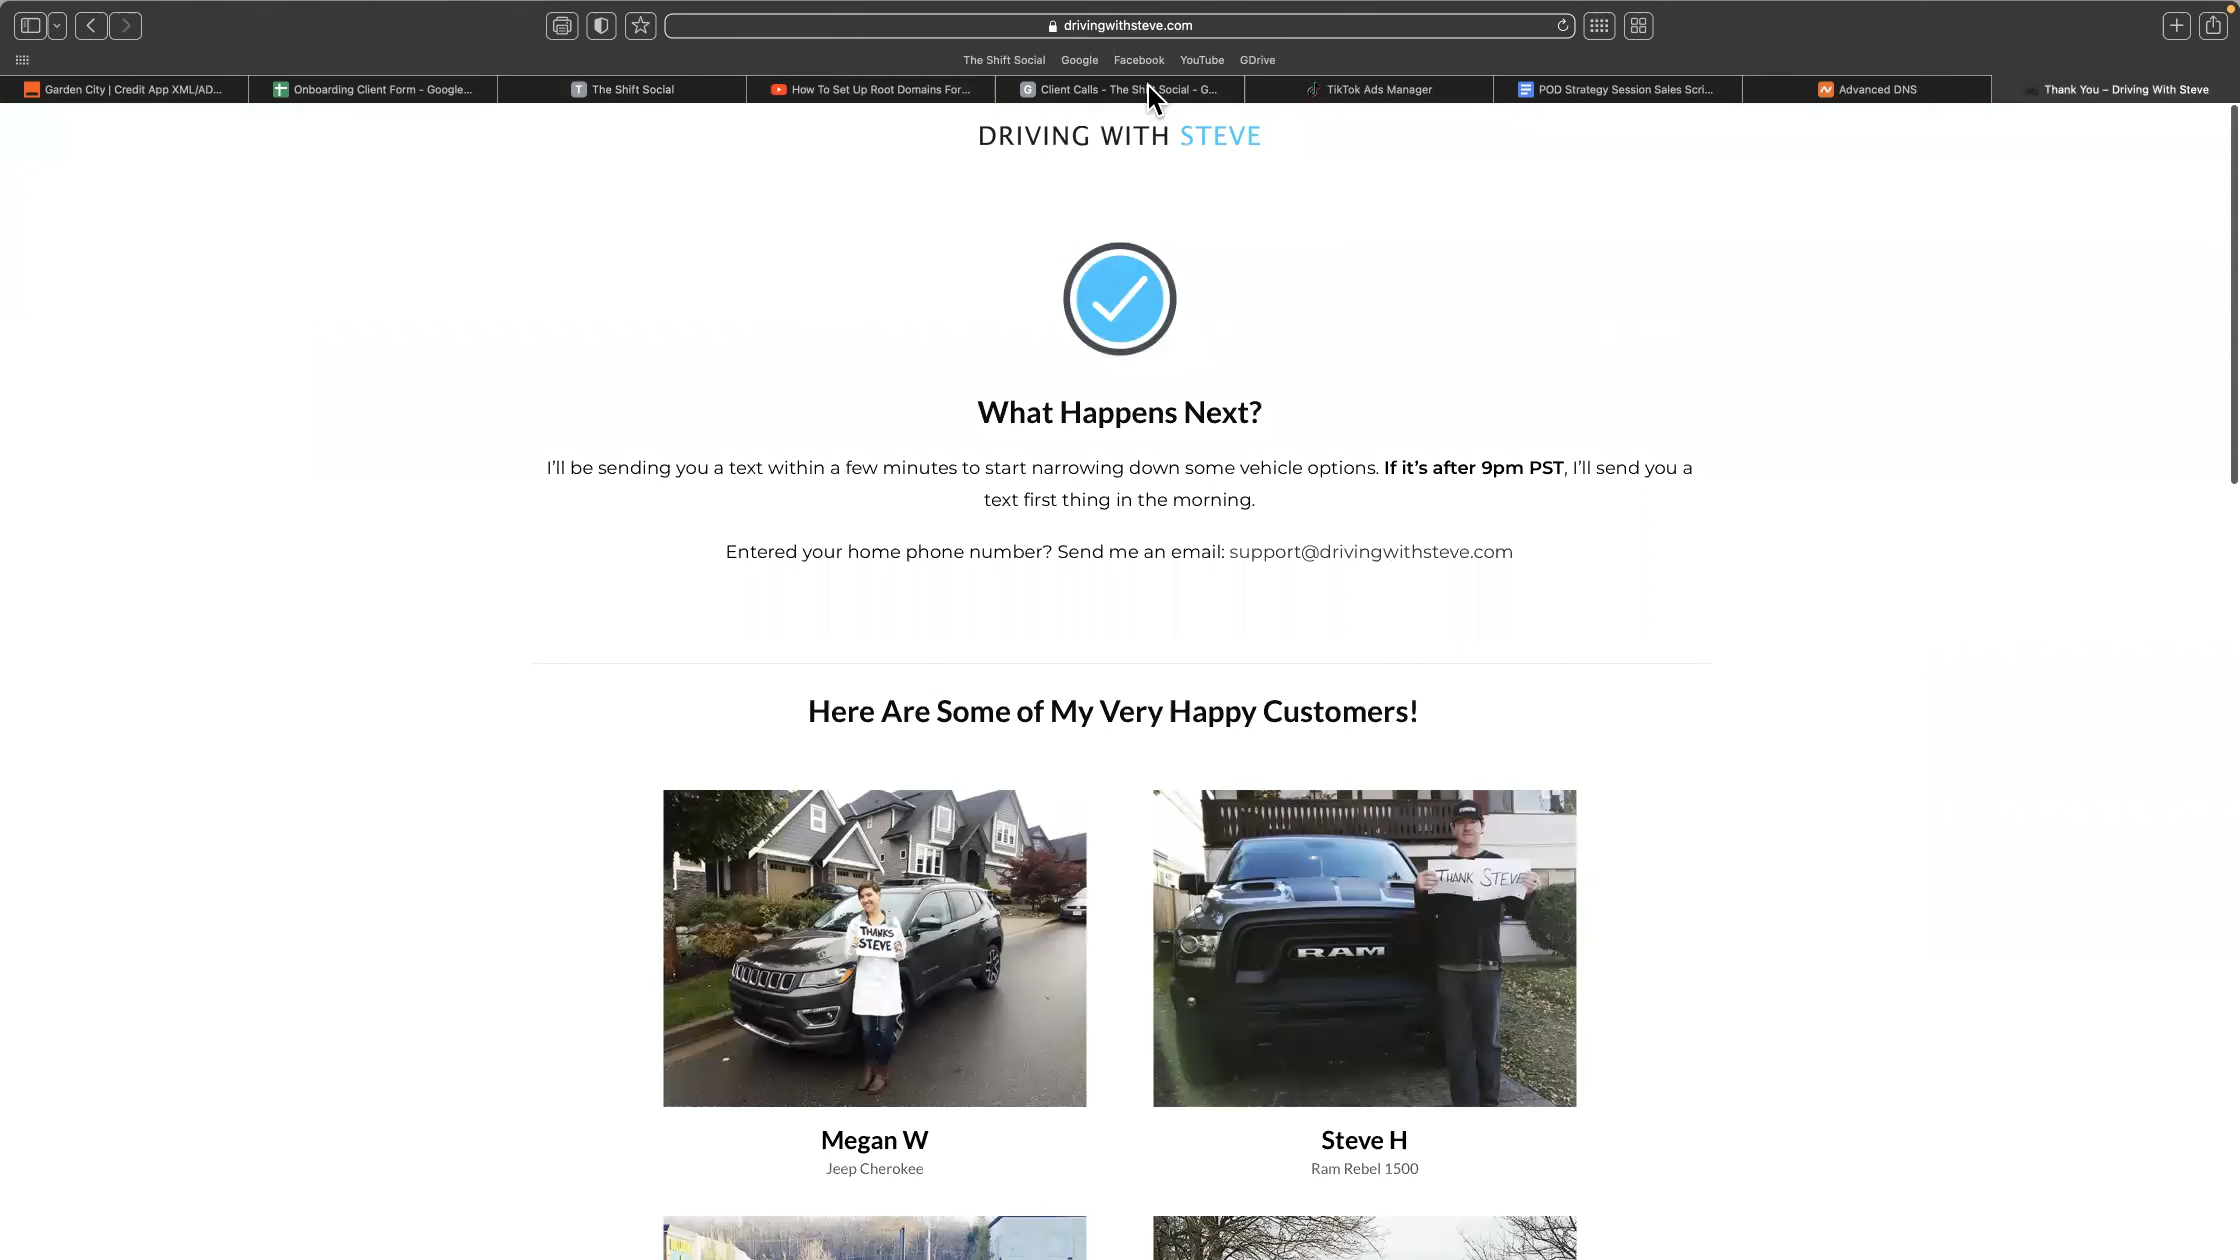 drivingwithsteve.com
The Shift Social Google Facebook YouTube GDrive
Garden City | Credit App XML/AD... Onboarding Client Form - Google... The Shift Social How To Set Up Root Domains For... Client Calls - The Shift Social - G... TikTok Ads Manager POD Strategy Session Sales Scri... Advanced DNS Thank You – Driving With Steve
DRIVING WITH STEVE
What Happens Next?
I'll be sending you a text within a few minutes to start narrowing down some vehicle options. If it's after 9pm PST, I'll send you a
text first thing in the morning.
Entered your home phone number? Send me an email: support@drivingwithsteve.com
Here Are Some of My Very Happy Customers!
THANKS
STEVE
THANK STEVE
RAM
Megan W
Steve H
Jeep Cherokee
Ram Rebel 1500